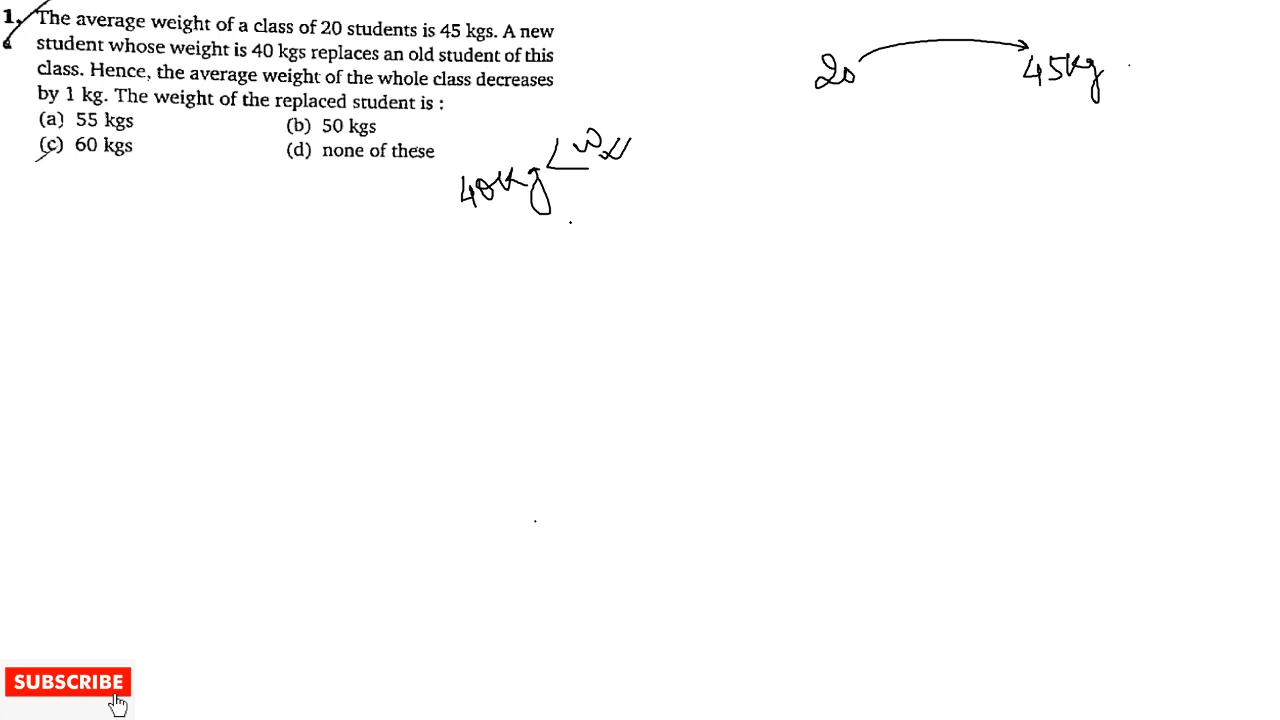 1. The average weight of a class of 20 students is 45 kgs. A new
student whose weight is 40 kgs replaces an old student of this
class. Hence, the average weight of the whole class decreases
by 1 kg. The weight of the replaced student is :
(a) 55 kgs (b) 50 kgs
(c) 60 kgs (d) none of these
20 45kg
40kg
SUBSCRIBE